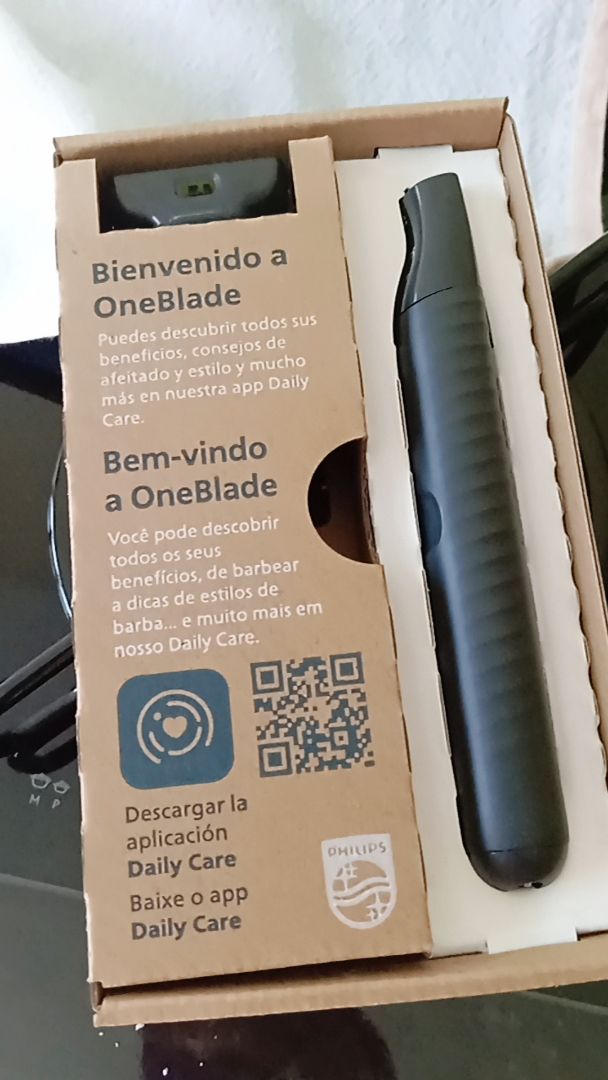 Bienvenido a
OneBlade
Puedes descubrir todos sus
beneficios, consejos de
afeitado y estilo y mucho
más en nuestra app Daily
Care.
Bem-vindo
a OneBlade
Você pode descobrir
todos os seus
benefícios, de barbear
a dicas de estilos de
barba... e muito mais em
nosso Daily Care.
Descargar la
aplicación
Daily Care
Baixe o app
Daily Care
PHILIPS
M P